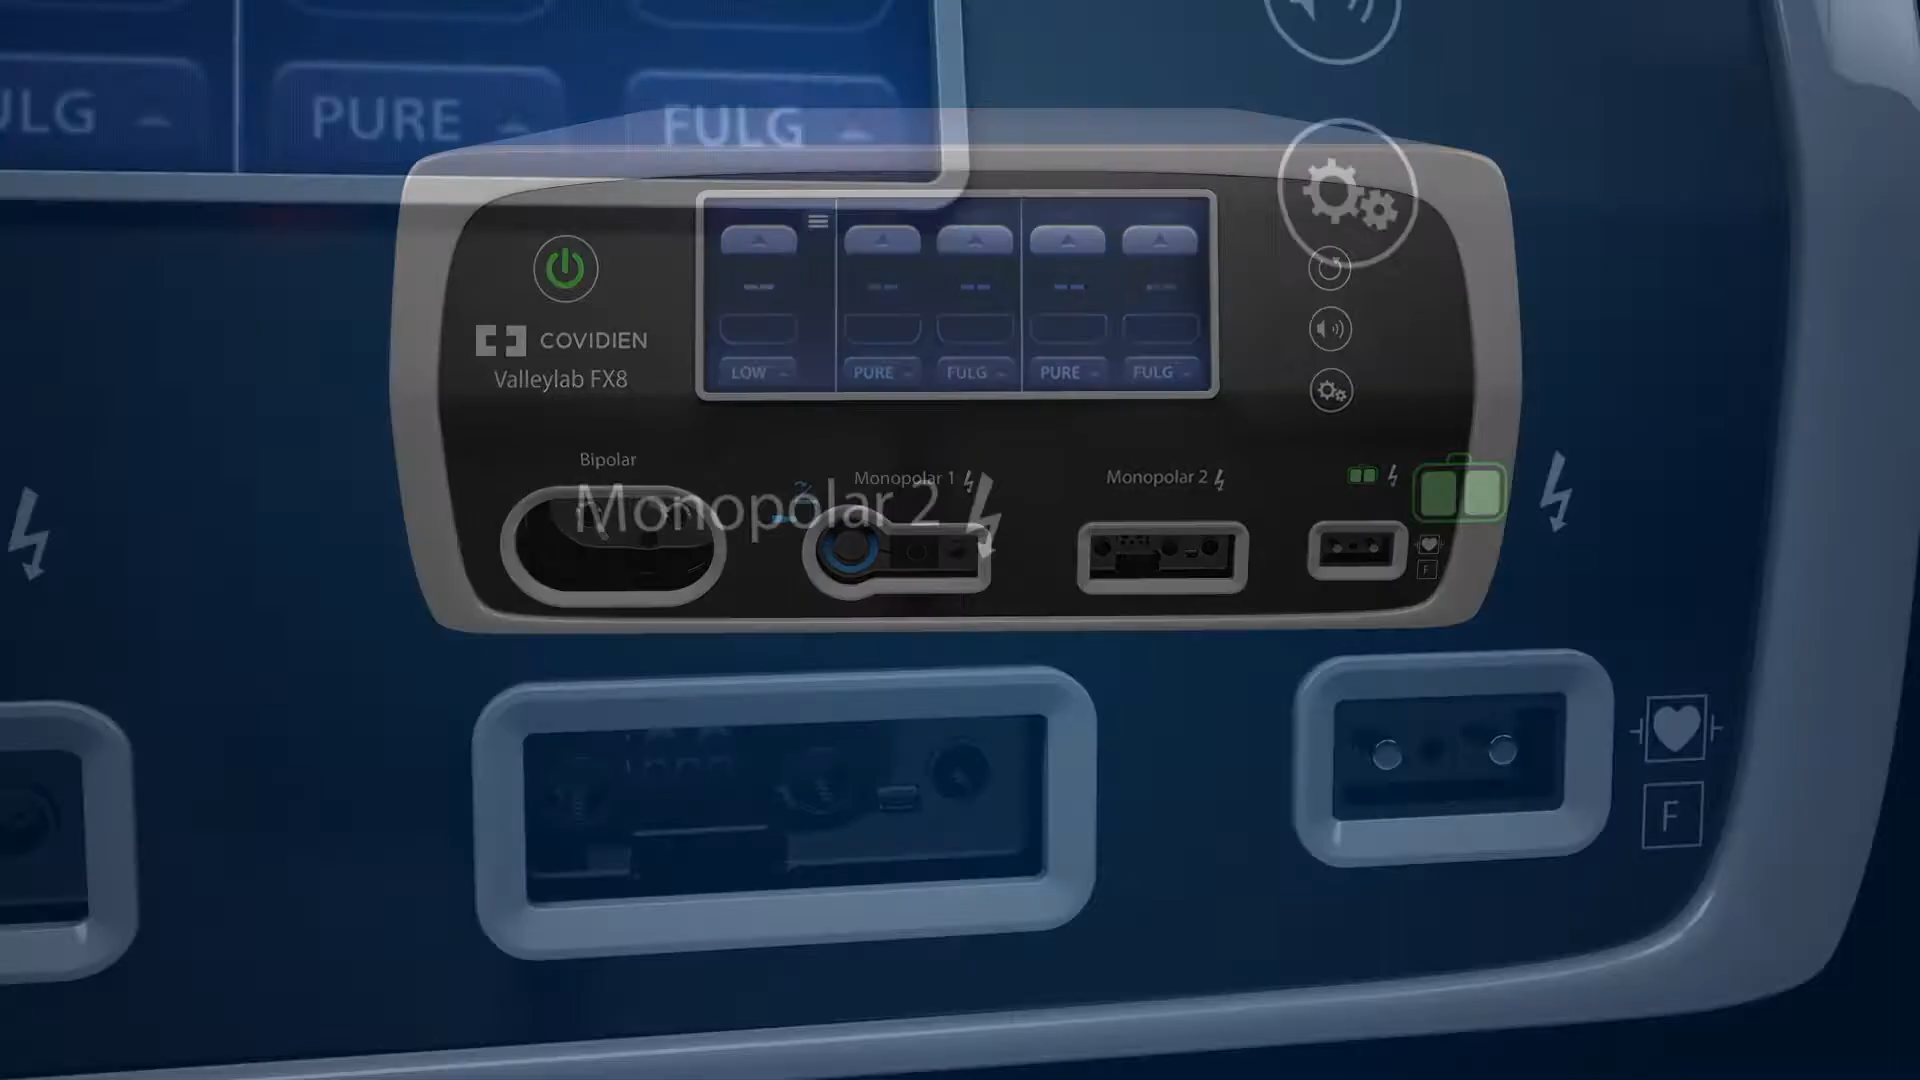 ULG
PURE
FULG
COVIDIEN
Valleylab FX8
LOW
PURE
FULG
PURE
FULG
Bipolar
Monopolar 1
Monopolar 2
Monopolar 2
F
F